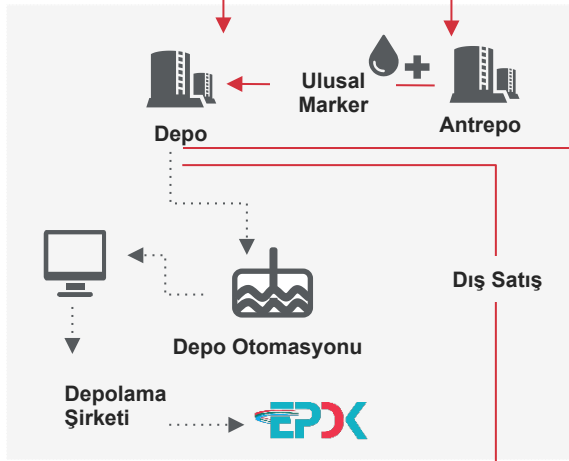 Ulusal
Marker
Depo
Antrepo
Dış Satış
Depo Otomasyonu
Depolama
Şirketi
EPDK